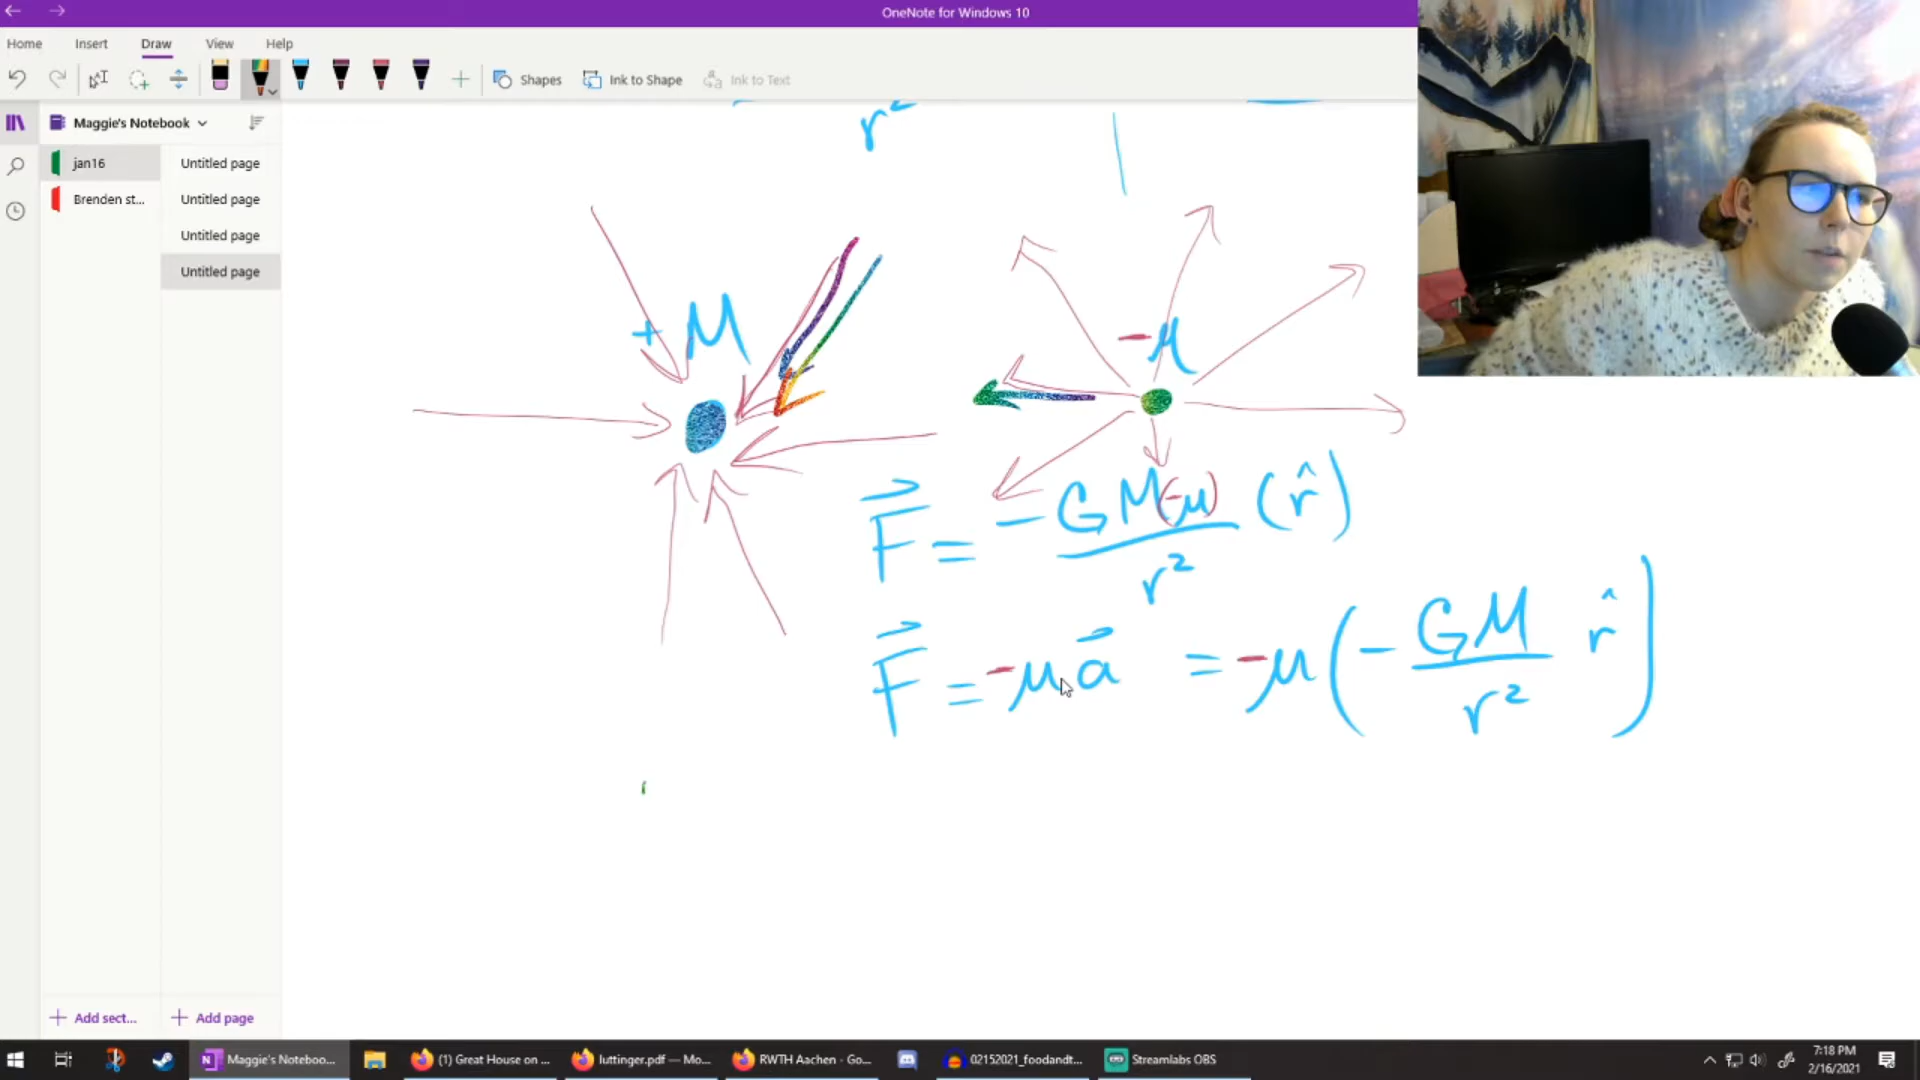 OneNote for Windows 10
Home Insert Draw View Help
Shapes Ink to Shape Ink to Text
Maggie's Notebook
jan16 Untitled page
Brenden st... Untitled page
Untitled page
Untitled page
r²
+M
-μ
F⃗ = -GM(-μ)/r² (r̂)
F⃗ = -μa⃗ = -μ(-GM/r² r̂)
+ Add sect... + Add page
Maggie's Noteboo... (1) Great House on ... luttinger.pdf — Mo... RWTH Aachen - Go... 02152021_foodandt... Streamlabs OBS
7:18 PM
2/16/2021